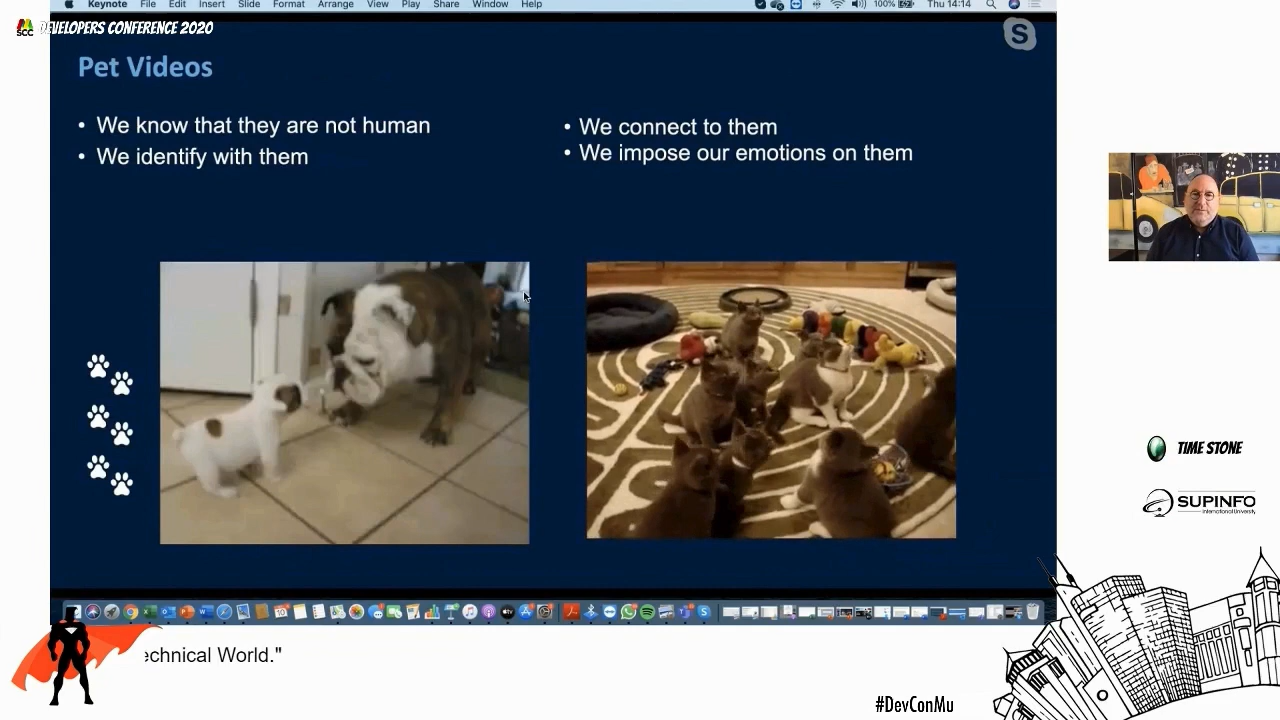 Keynote File Edit Insert Slide Format Arrange View Play Share Window Help
100% Thu 14:14
SCC
DEVELOPERS CONFERENCE 2020
S
Pet Videos
• We know that they are not human
• We identify with them
• We connect to them
• We impose our emotions on them
TIME STONE
SUPINFO
International University
echnical World."
#DevConMu